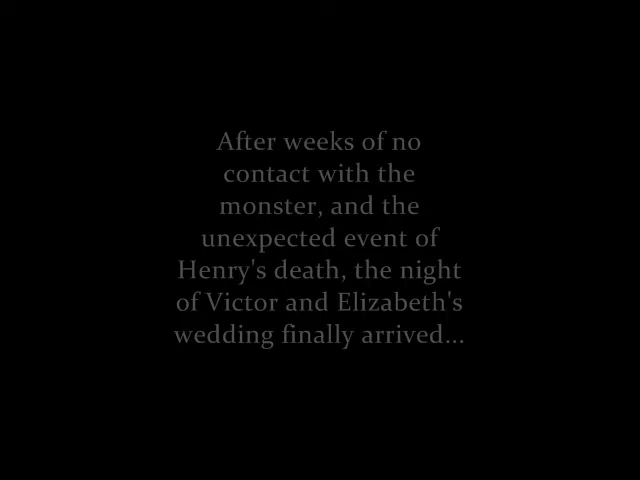 After weeks of no
contact with the
monster, and the
unexpected event of
Henry's death, the night
of Victor and Elizabeth's
wedding finally arrived...